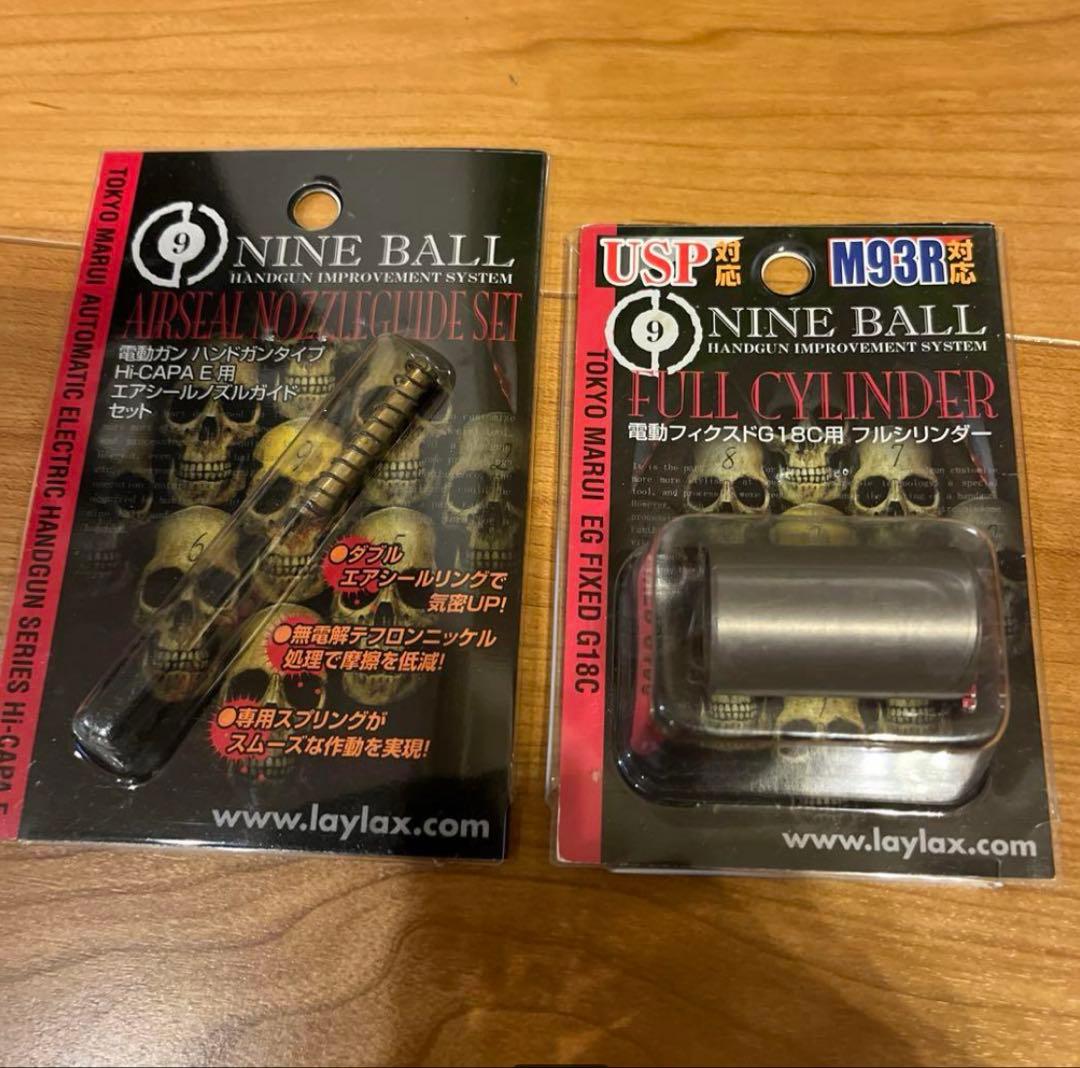 TOKYO MARUI AUTOMATIC ELECTRIC HANDGUN SERIES Hi-CAPA E
9
NINE BALL
HANDGUN IMPROVEMENT SYSTEM
AIRSEAL NOZZLEGUIDE SET
電動ガン ハンドガンタイプ
Hi-CAPA E 用
エアシールノズルガイド
セット
9
6
5
●ダブル
エアシールリングで
気密UP!
●無電解テフロンニッケル
処理で摩擦を低減!
●専用スプリングが
スムーズな作動を実現!
www.laylax.com
USP対応
M93R対応
9
NINE BALL
HANDGUN IMPROVEMENT SYSTEM
TOKYO MARUI EG FIXED G18C
FULL CYLINDER
電動フィクスドG18C用 フルシリンダー
8
7
www.laylax.com